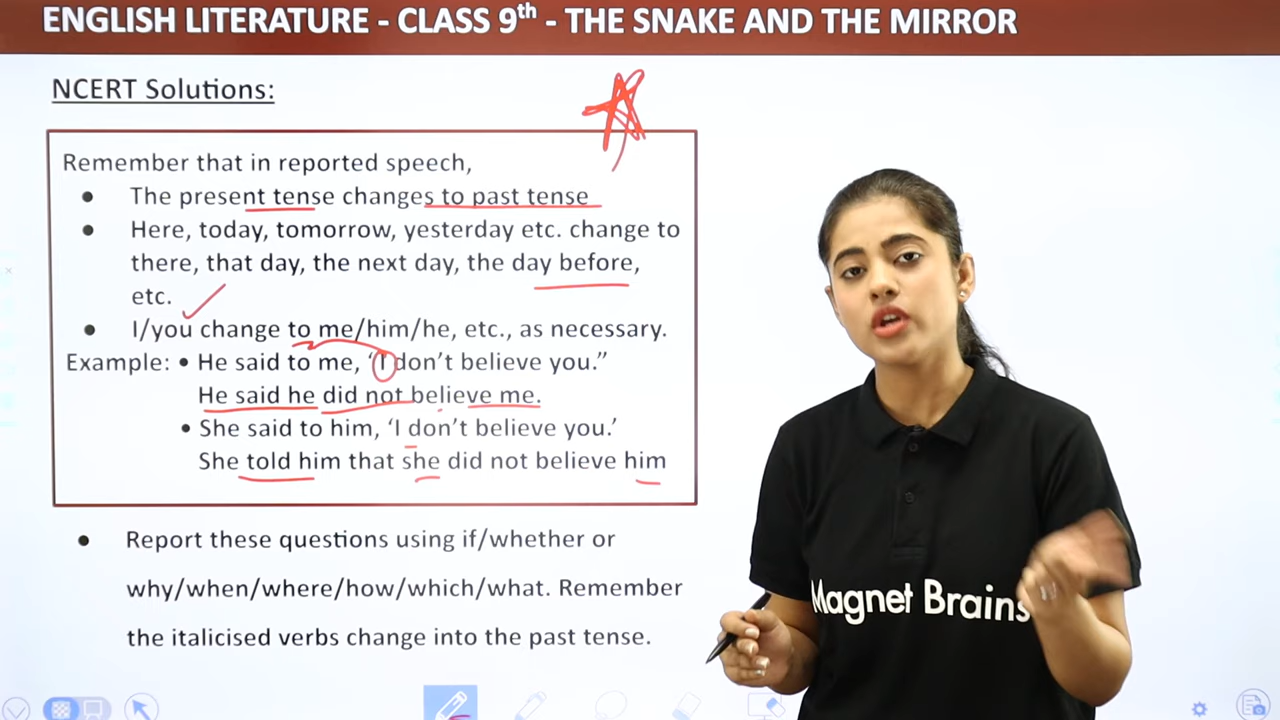 ENGLISH LITERATURE - CLASS 9th - THE SNAKE AND THE MIRROR
NCERT Solutions:
Remember that in reported speech,
● The present tense changes to past tense
● Here, today, tomorrow, yesterday etc. change to
there, that day, the next day, the day before,
etc.
● I/you change to me/him/he, etc., as necessary.
Example: • He said to me, ‘I don’t believe you.”
He said he did not believe me.
• She said to him, ‘I don’t believe you.’
She told him that she did not believe him
● Report these questions using if/whether or
why/when/where/how/which/what. Remember
the italicised verbs change into the past tense.
Magnet Brains